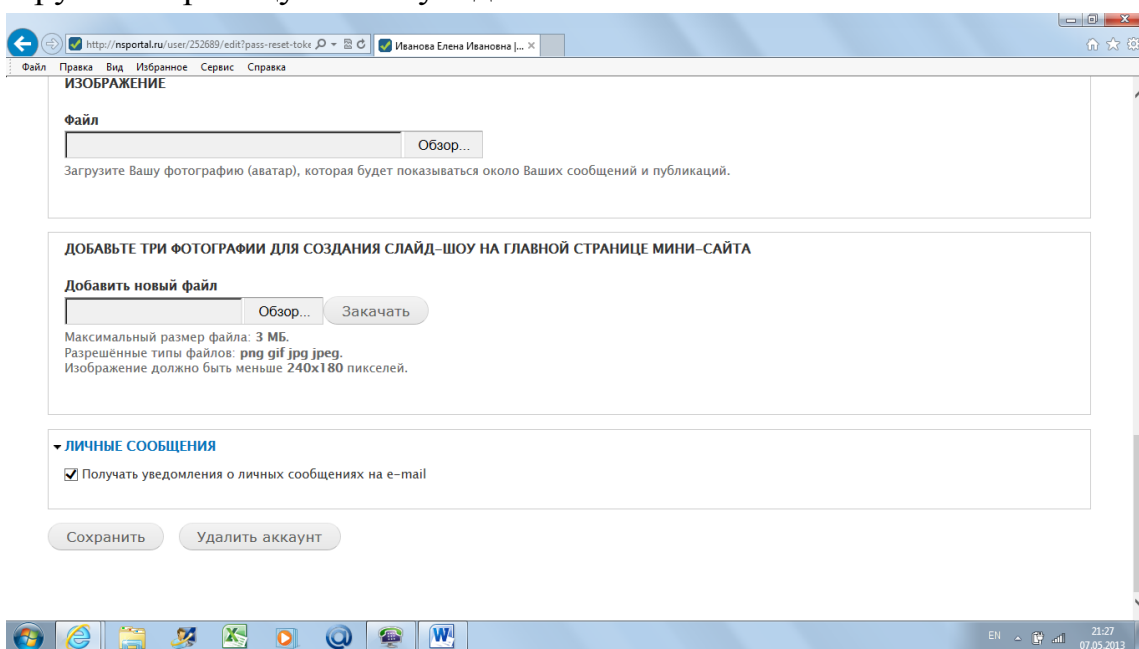 http://nsportal.ru/user/252689/edit?pass-reset-toke
Иванова Елена Ивановна |...
Файл Правка Вид Избранное Сервис Справка
ИЗОБРАЖЕНИЕ
Файл
Обзор...
Загрузите Вашу фотографию (аватар), которая будет показываться около Ваших сообщений и публикаций.
ДОБАВЬТЕ ТРИ ФОТОГРАФИИ ДЛЯ СОЗДАНИЯ СЛАЙД-ШОУ НА ГЛАВНОЙ СТРАНИЦЕ МИНИ-САЙТА
Добавить новый файл
Обзор... Закачать
Максимальный размер файла: 3 МБ.
Разрешённые типы файлов: png gif jpg jpeg.
Изображение должно быть меньше 240x180 пикселей.
ЛИЧНЫЕ СООБЩЕНИЯ
Получать уведомления о личных сообщениях на e-mail
Сохранить Удалить аккаунт
EN 21:27
07.05.2013